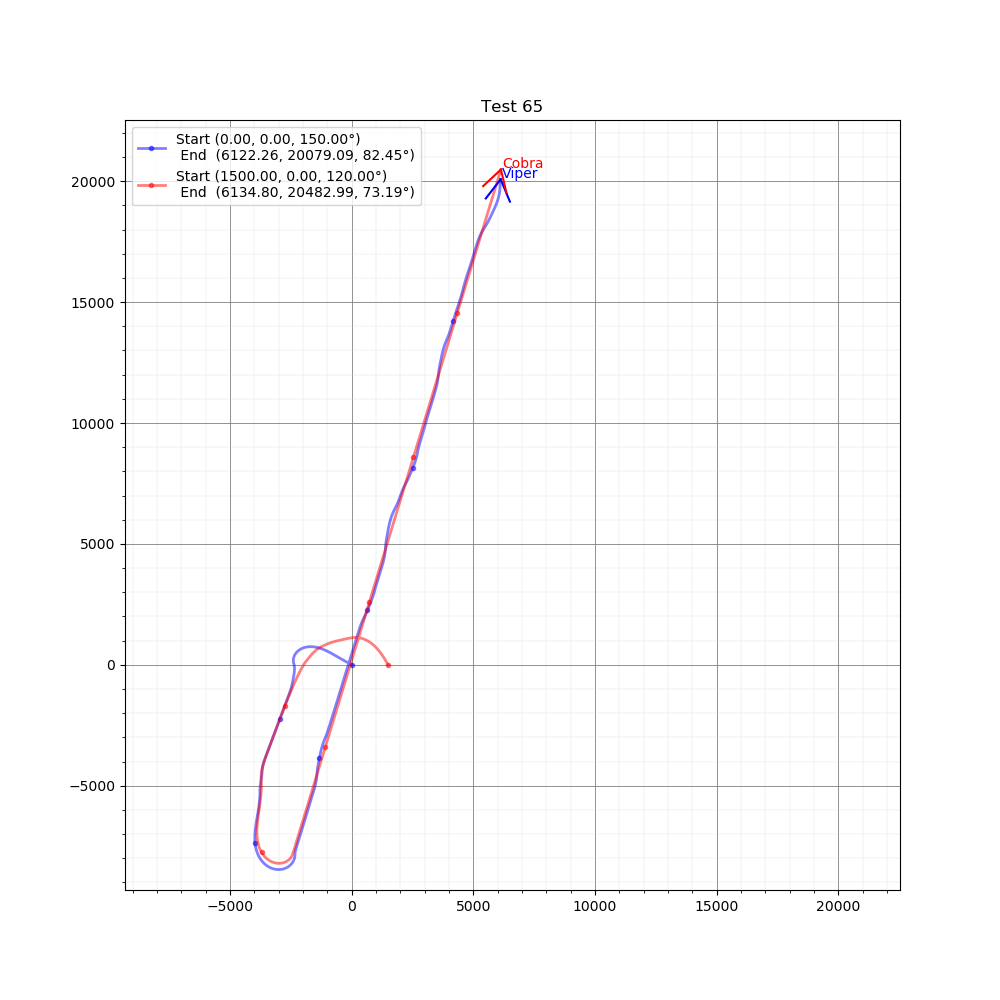 Test 65
Start (0.00, 0.00, 150.00°)
End (6122.26, 20079.09, 82.45°)
Start (1500.00, 0.00, 120.00°)
End (6134.80, 20482.99, 73.19°)
Cobra
Viper
20000
15000
10000
5000
0
−5000
−5000
0
5000
10000
15000
20000